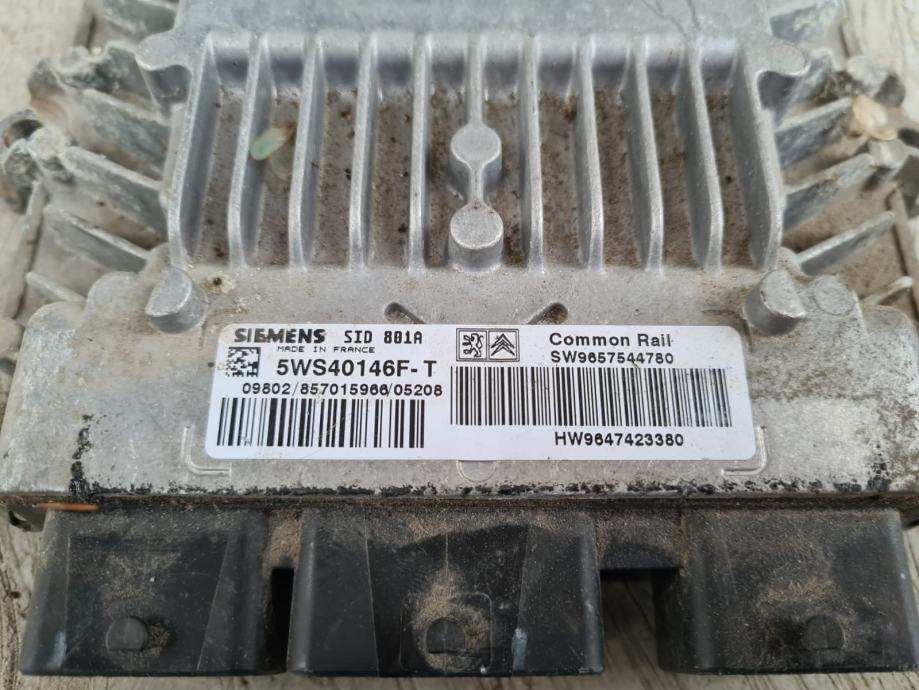 SIEMENS SID 801A
MADE IN FRANCE
5WS40146F-T
09802/857015966/05208
Common Rail
SW9657544780
HW9647423380